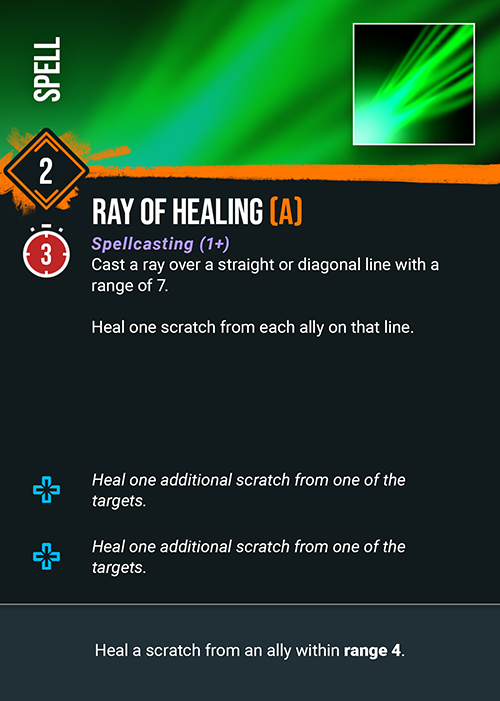 SPELL
2
RAY OF HEALING (A)
3
Spellcasting (1+)
Cast a ray over a straight or diagonal line with a
range of 7.
Heal one scratch from each ally on that line.
Heal one additional scratch from one of the
targets.
Heal one additional scratch from one of the
targets.
Heal a scratch from an ally within range 4.